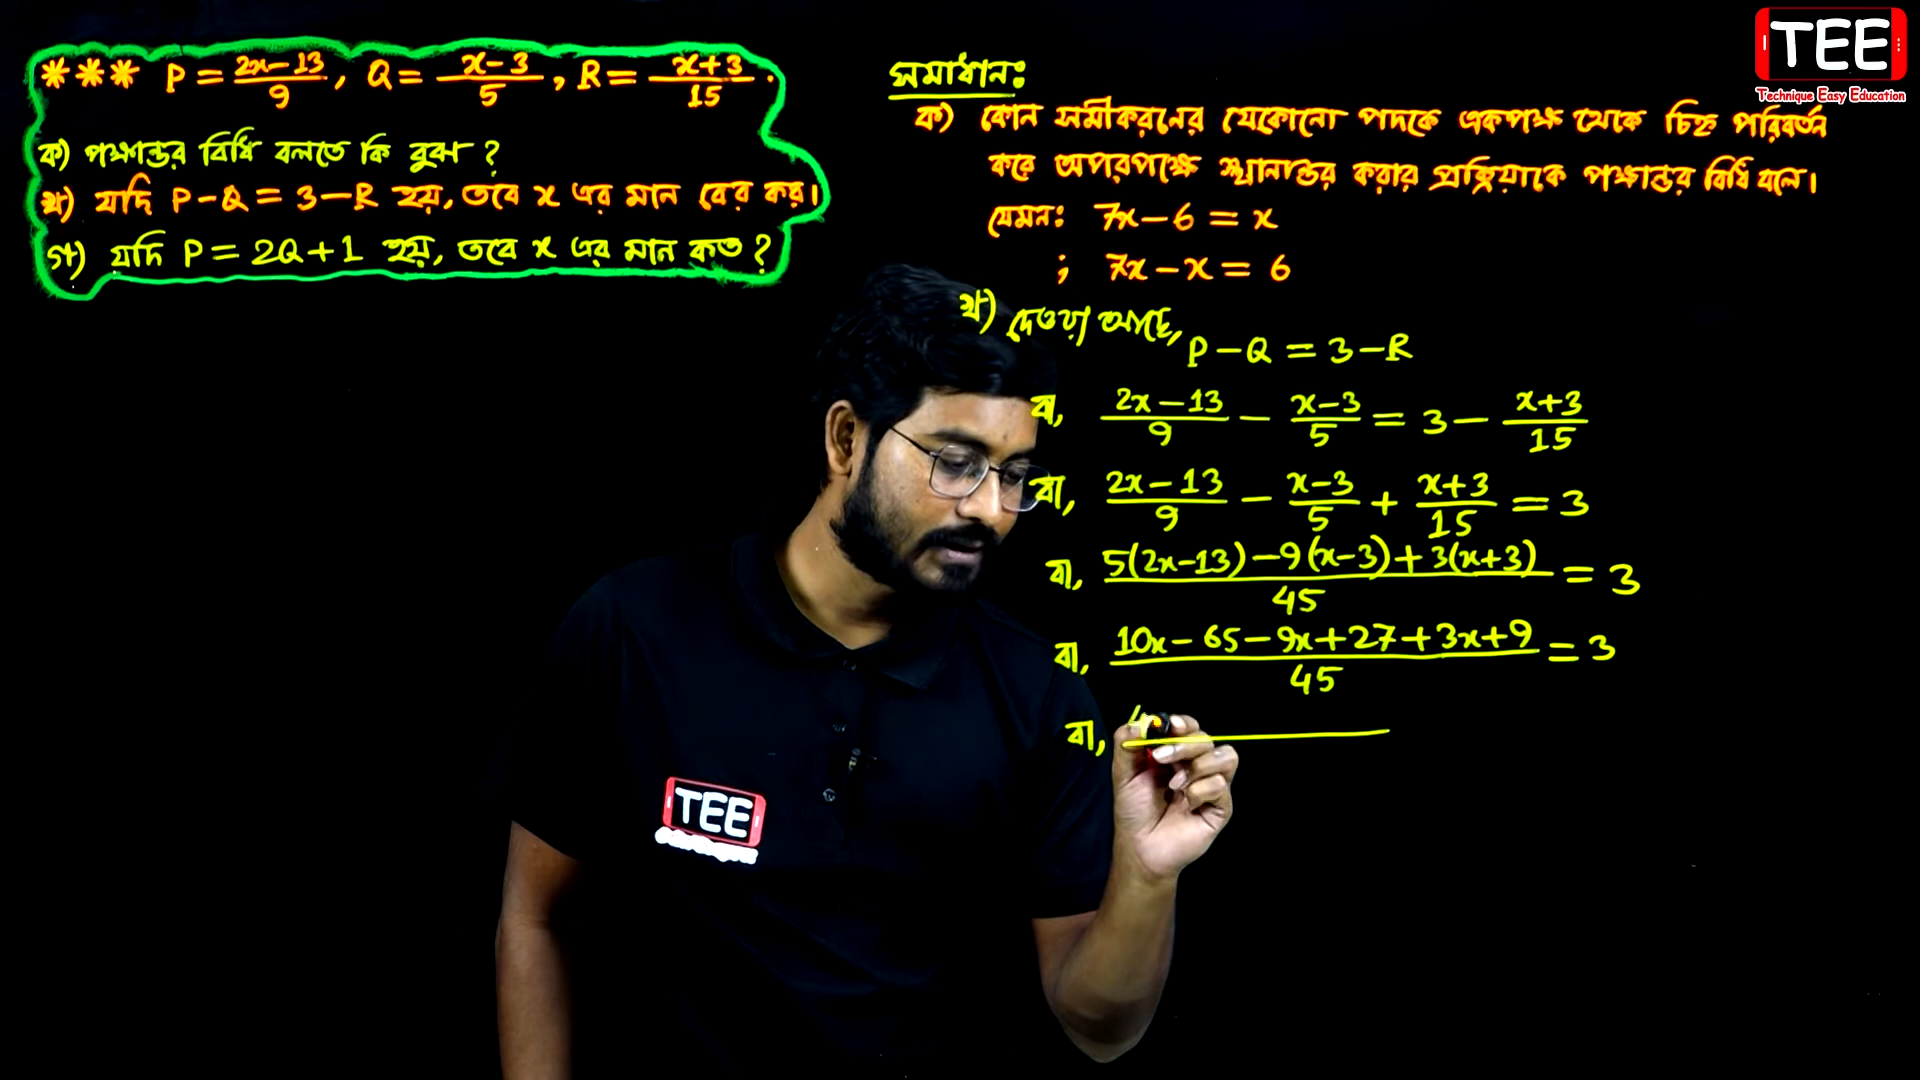 *** P = 2x-13/9, Q = x-3/5, R = x+3/15.
ক) পক্ষান্তর বিধি বলতে কি বুঝ ?
খ) যদি P-Q = 3-R হয়, তবে x এর মান বের কর।
গ) যদি P = 2Q+1 হয়, তবে x এর মান কত ?
সমাধানঃ
ক) কোন সমীকরণের যেকোনো পদকে একপক্ষ থেকে চিহ্ন পরিবর্তন
করে অপরপক্ষে স্থানান্তর করার প্রক্রিয়াকে পক্ষান্তর বিধি বলে।
যেমনঃ 7x-6 = x
; 7x-x = 6
খ) দেওয়া আছে,
P-Q = 3-R
বা, 2x-13/9 - x-3/5 = 3 - x+3/15
বা, 2x-13/9 - x-3/5 + x+3/15 = 3
বা, 5(2x-13)-9(x-3)+3(x+3)/45 = 3
বা, 10x-65-9x+27+3x+9/45 = 3
বা, 4
TEE
Technique Easy Education
TEE